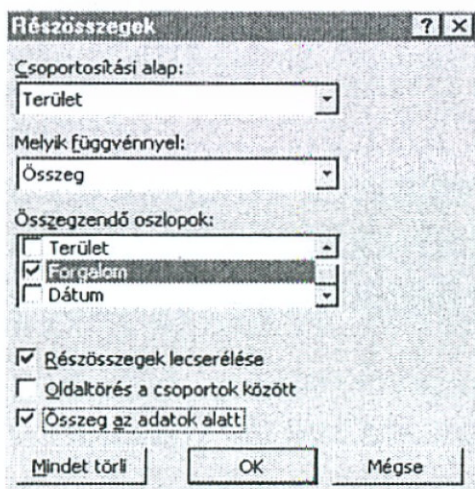 Részösszegek
Csoportosítási alap:
Terület
Melyik függvénnyel:
Összeg
Összegzendő oszlopok:
Terület
Forgalom
Dátum
Részösszegek lecserélése
Oldaltörés a csoportok között
Összeg az adatok alatt
Mindet törli OK Mégse